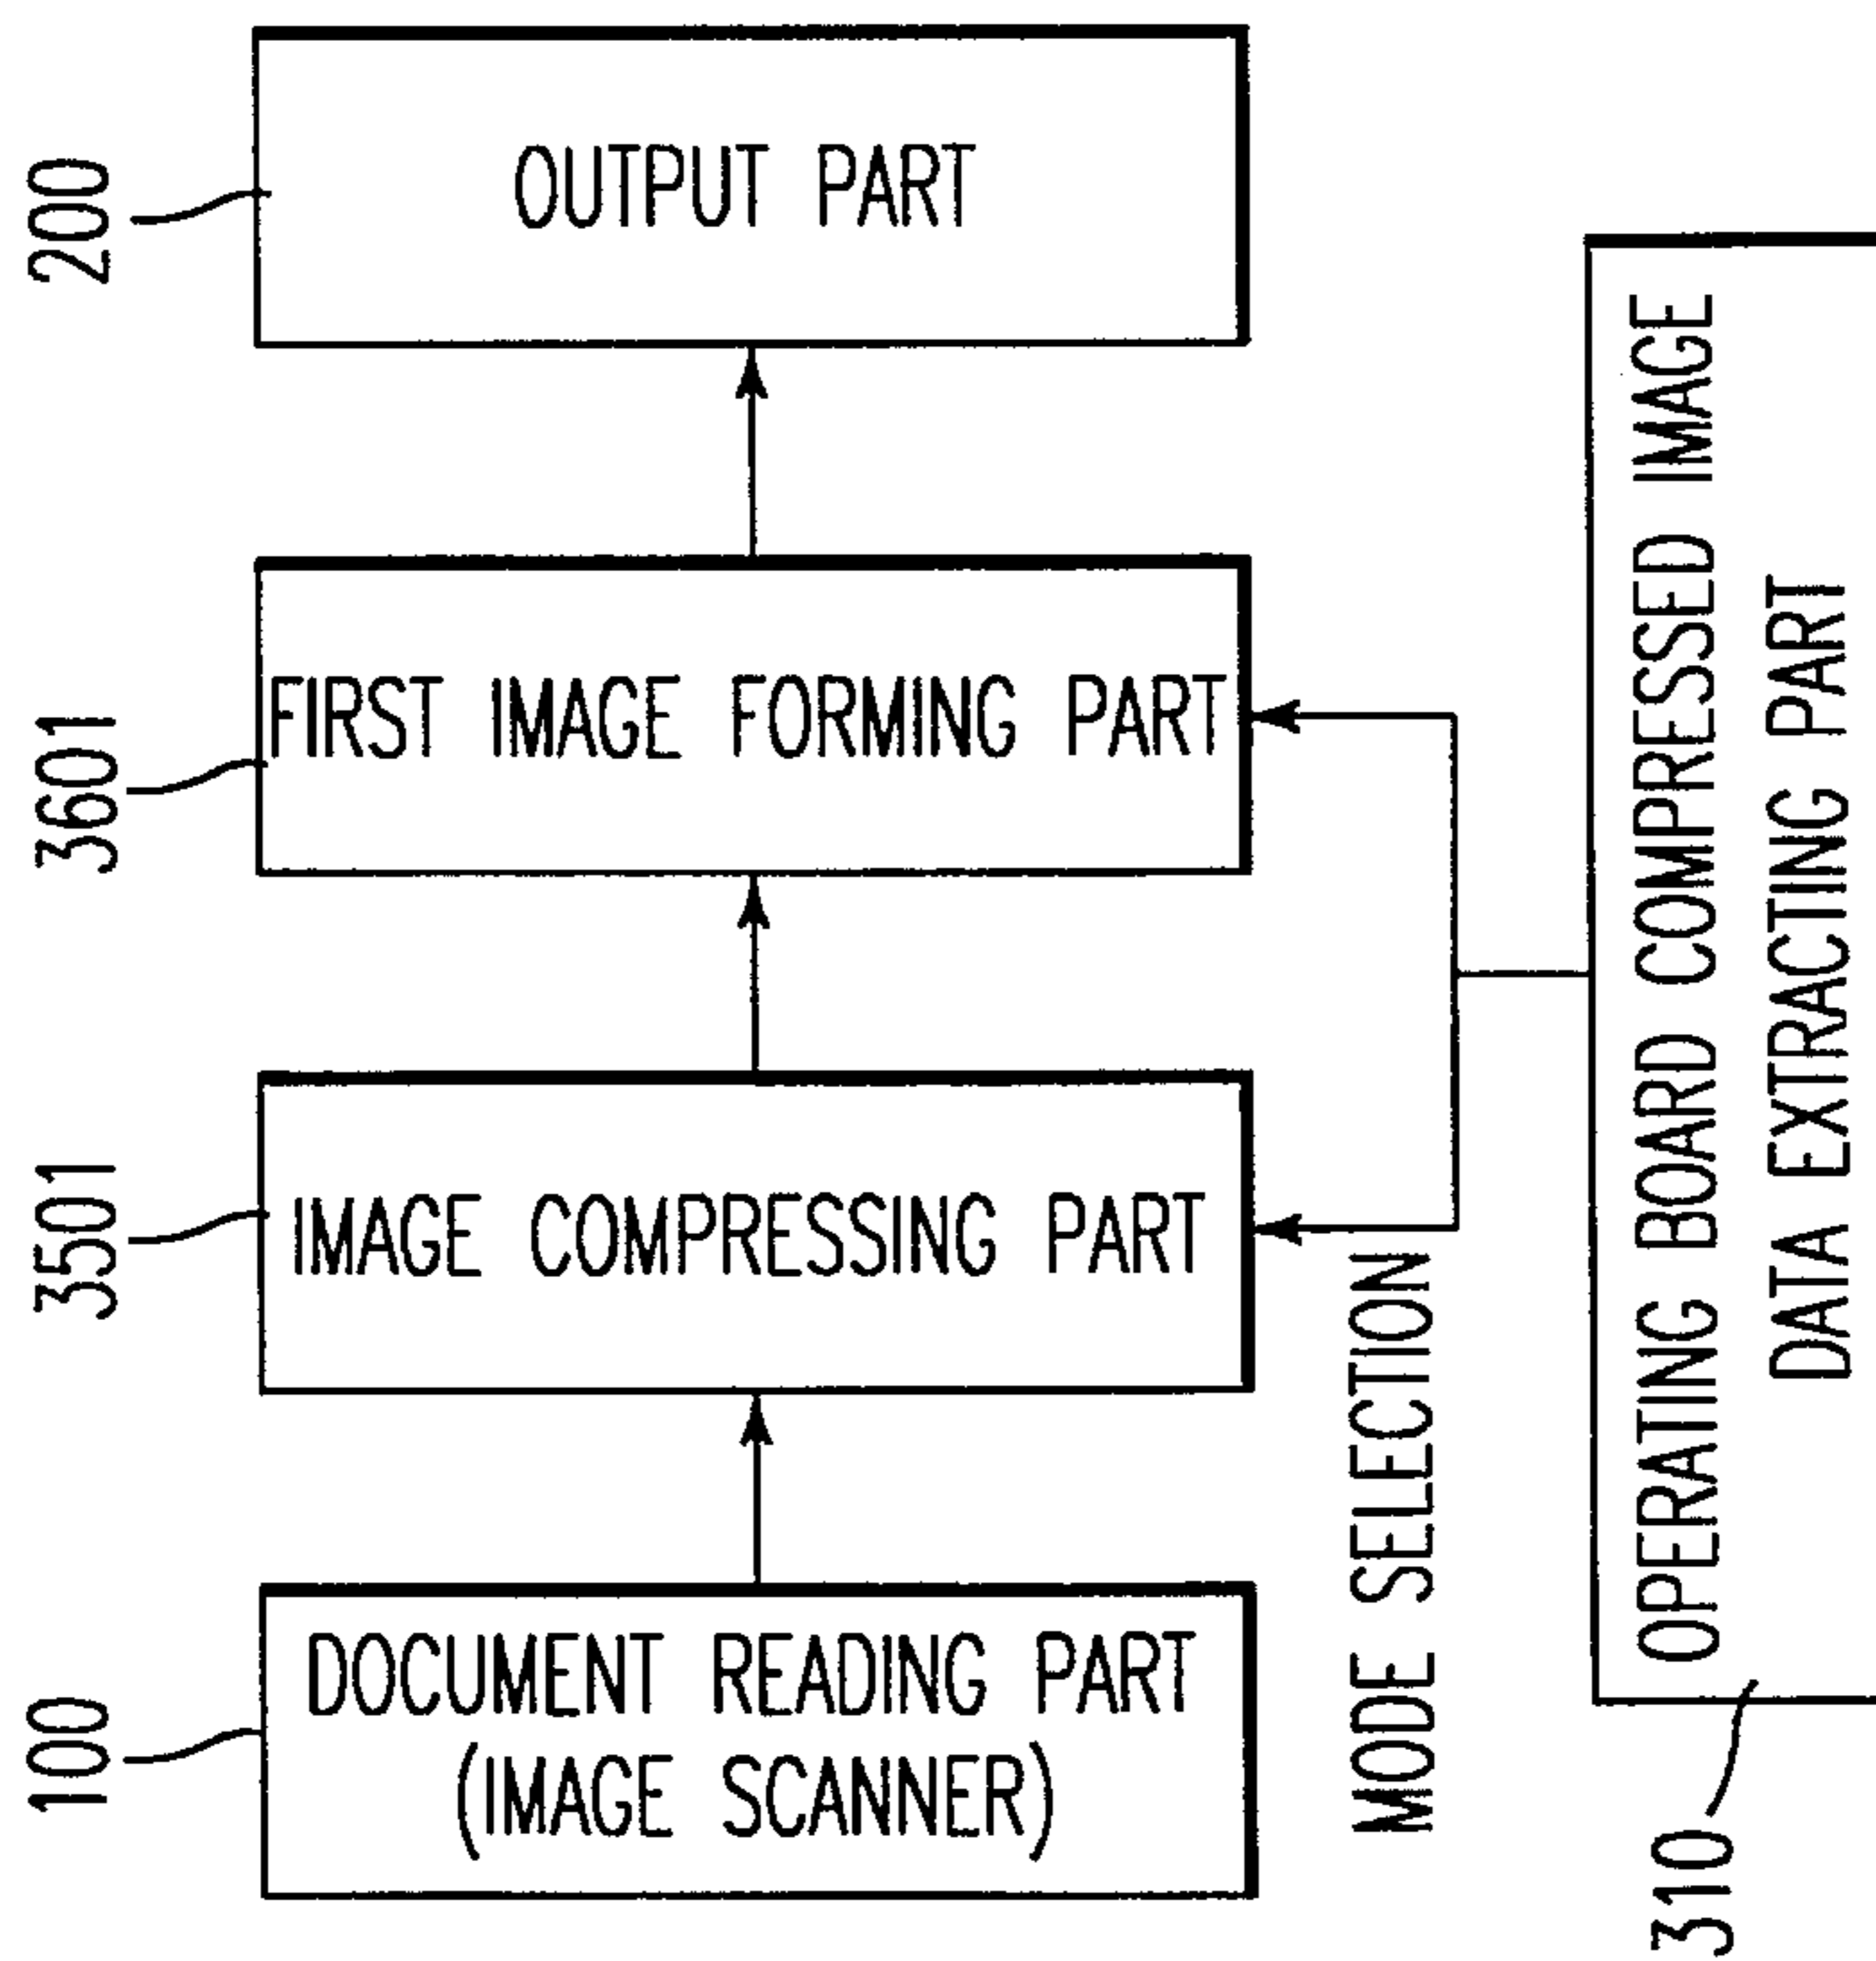 200
OUTPUT PART
3601
FIRST IMAGE FORMING PART
3501
IMAGE COMPRESSING PART
100
DOCUMENT READING PART
(IMAGE SCANNER)
MODE SELECTION
310
OPERATING BOARD COMPRESSED IMAGE
DATA EXTRACTING PART